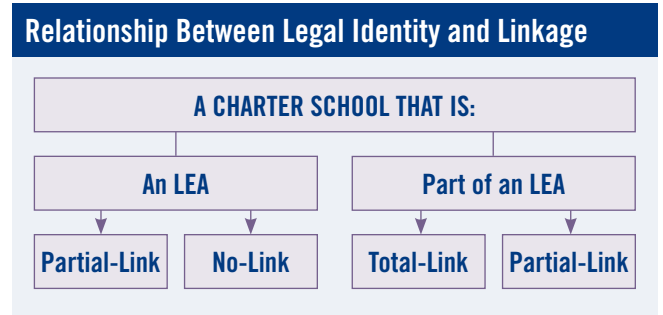 Relationship Between Legal Identity and Linkage
A CHARTER SCHOOL THAT IS:
An LEA
Part of an LEA
Partial-Link
No-Link
Total-Link
Partial-Link